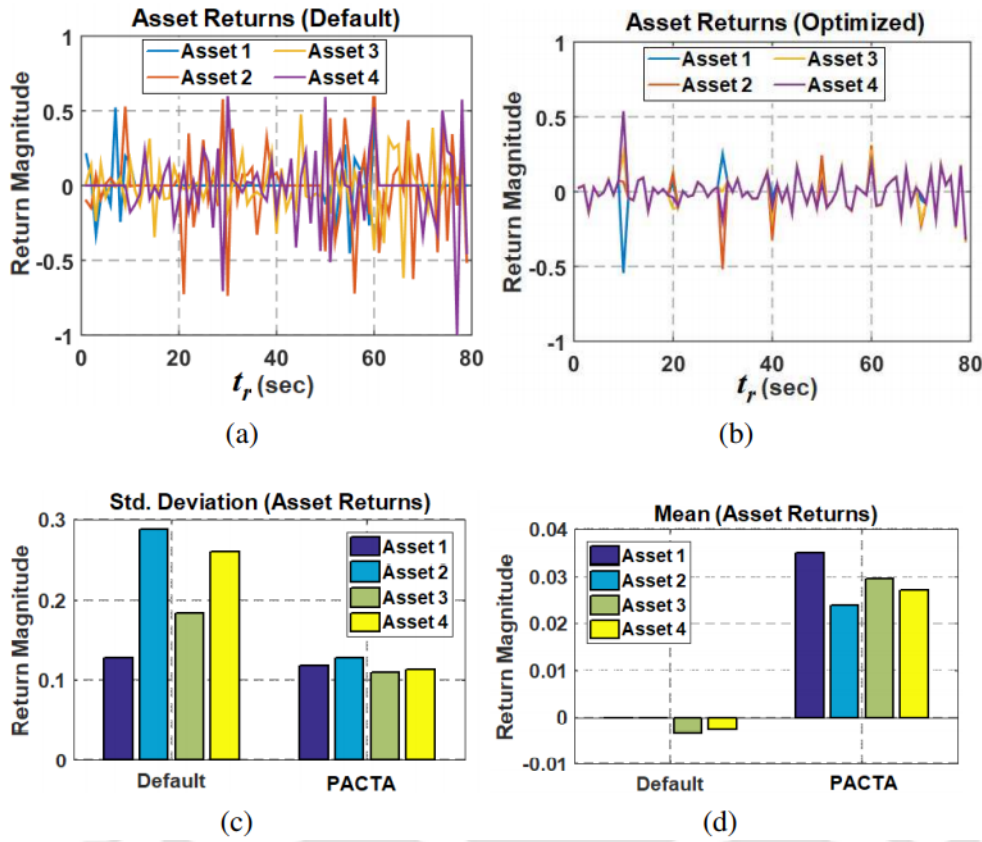 Asset Returns (Default)
1
Asset 1 Asset 3
Asset 2 Asset 4
0.5
0
-0.5
-1
Return Magnitude
0 20 40 60 80
t_r (sec)
(a)
Asset Returns (Optimized)
1
Asset 1 Asset 3
Asset 2 Asset 4
0.5
0
-0.5
-1
Return Magnitude
0 20 40 60 80
t_r (sec)
(b)
Std. Deviation (Asset Returns)
0.3
Asset 1
Asset 2
Asset 3
Asset 4
0.2
0.1
0
Return Magnitude
Default PACTA
(c)
Mean (Asset Returns)
0.04
Asset 1
Asset 2
Asset 3
Asset 4
0.03
0.02
0.01
0
-0.01
Return Magnitude
Default PACTA
(d)